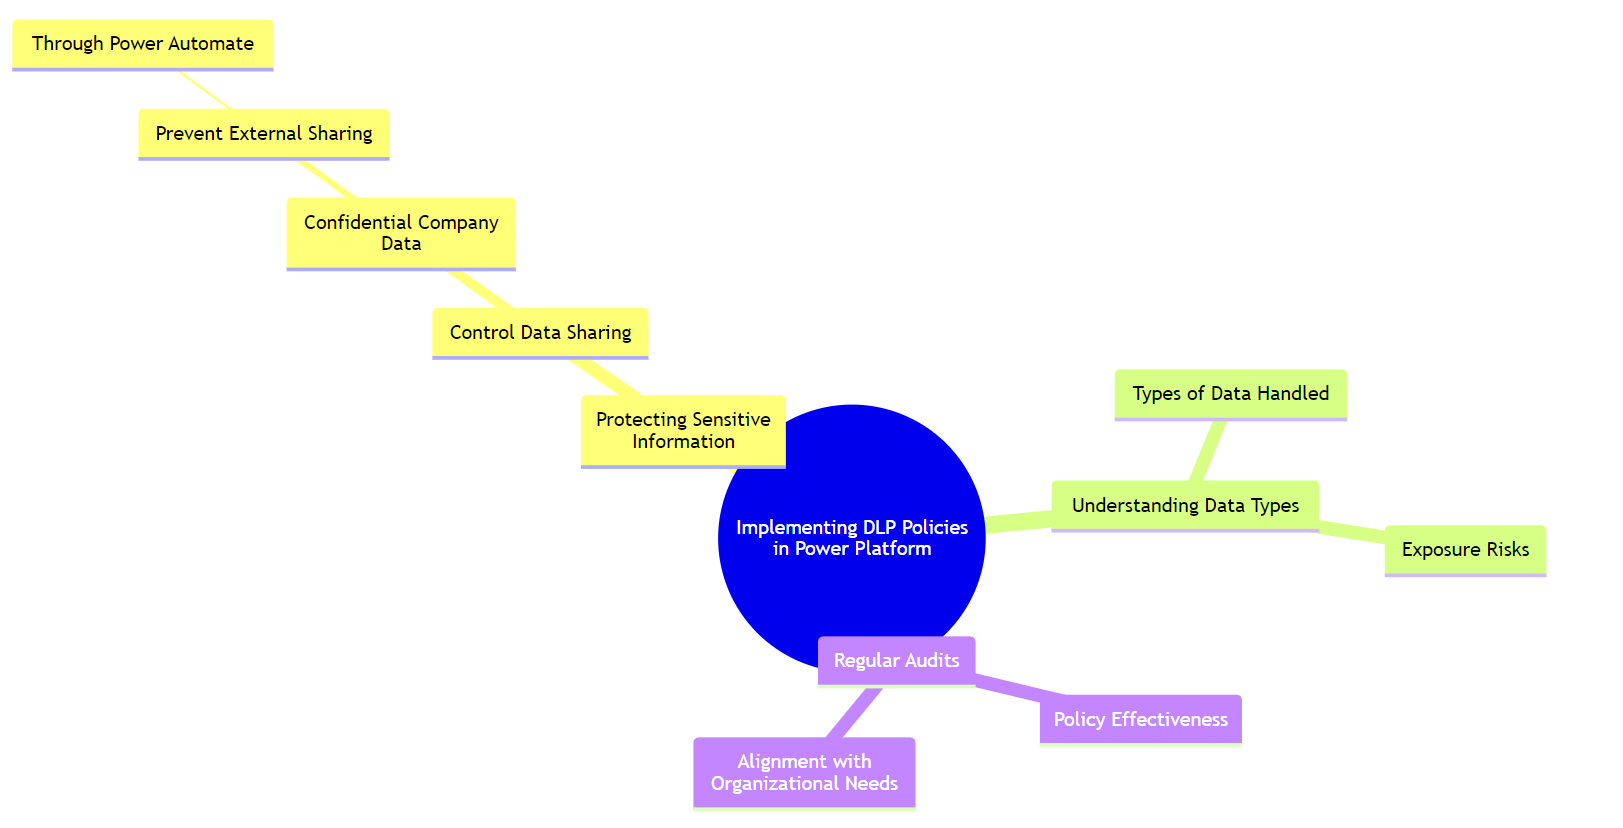 Through Power Automate
Prevent External Sharing
Confidential Company
Data
Control Data Sharing
Protecting Sensitive
Information
Implementing DLP Policies
in Power Platform
Types of Data Handled
Understanding Data Types
Exposure Risks
Regular Audits
Policy Effectiveness
Alignment with
Organizational Needs